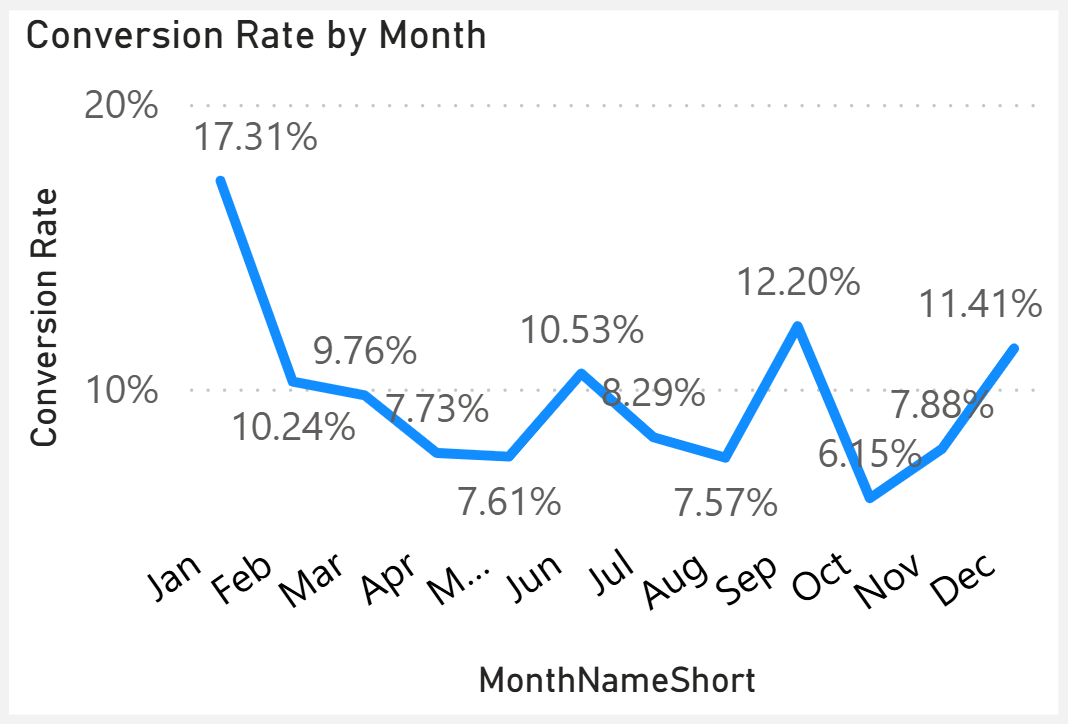 Conversion Rate by Month
20%
17.31%
12.20%
11.41%
10.53%
9.76%
8.29%
10%
7.73%
7.88%
10.24%
6.15%
7.61%
7.57%
Conversion Rate
Jan
Feb
Mar
Apr
M...
Jun
Jul
Aug
Sep
Oct
Nov
Dec
MonthNameShort